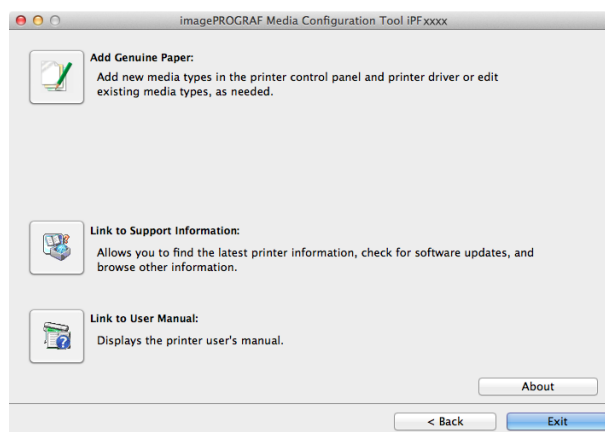 imagePROGRAF Media Configuration Tool iPFxxxx
Add Genuine Paper:
Add new media types in the printer control panel and printer driver or edit
existing media types, as needed.
Link to Support Information:
Allows you to find the latest printer information, check for software updates, and
browse other information.
Link to User Manual:
Displays the printer user's manual.
About
< Back
Exit